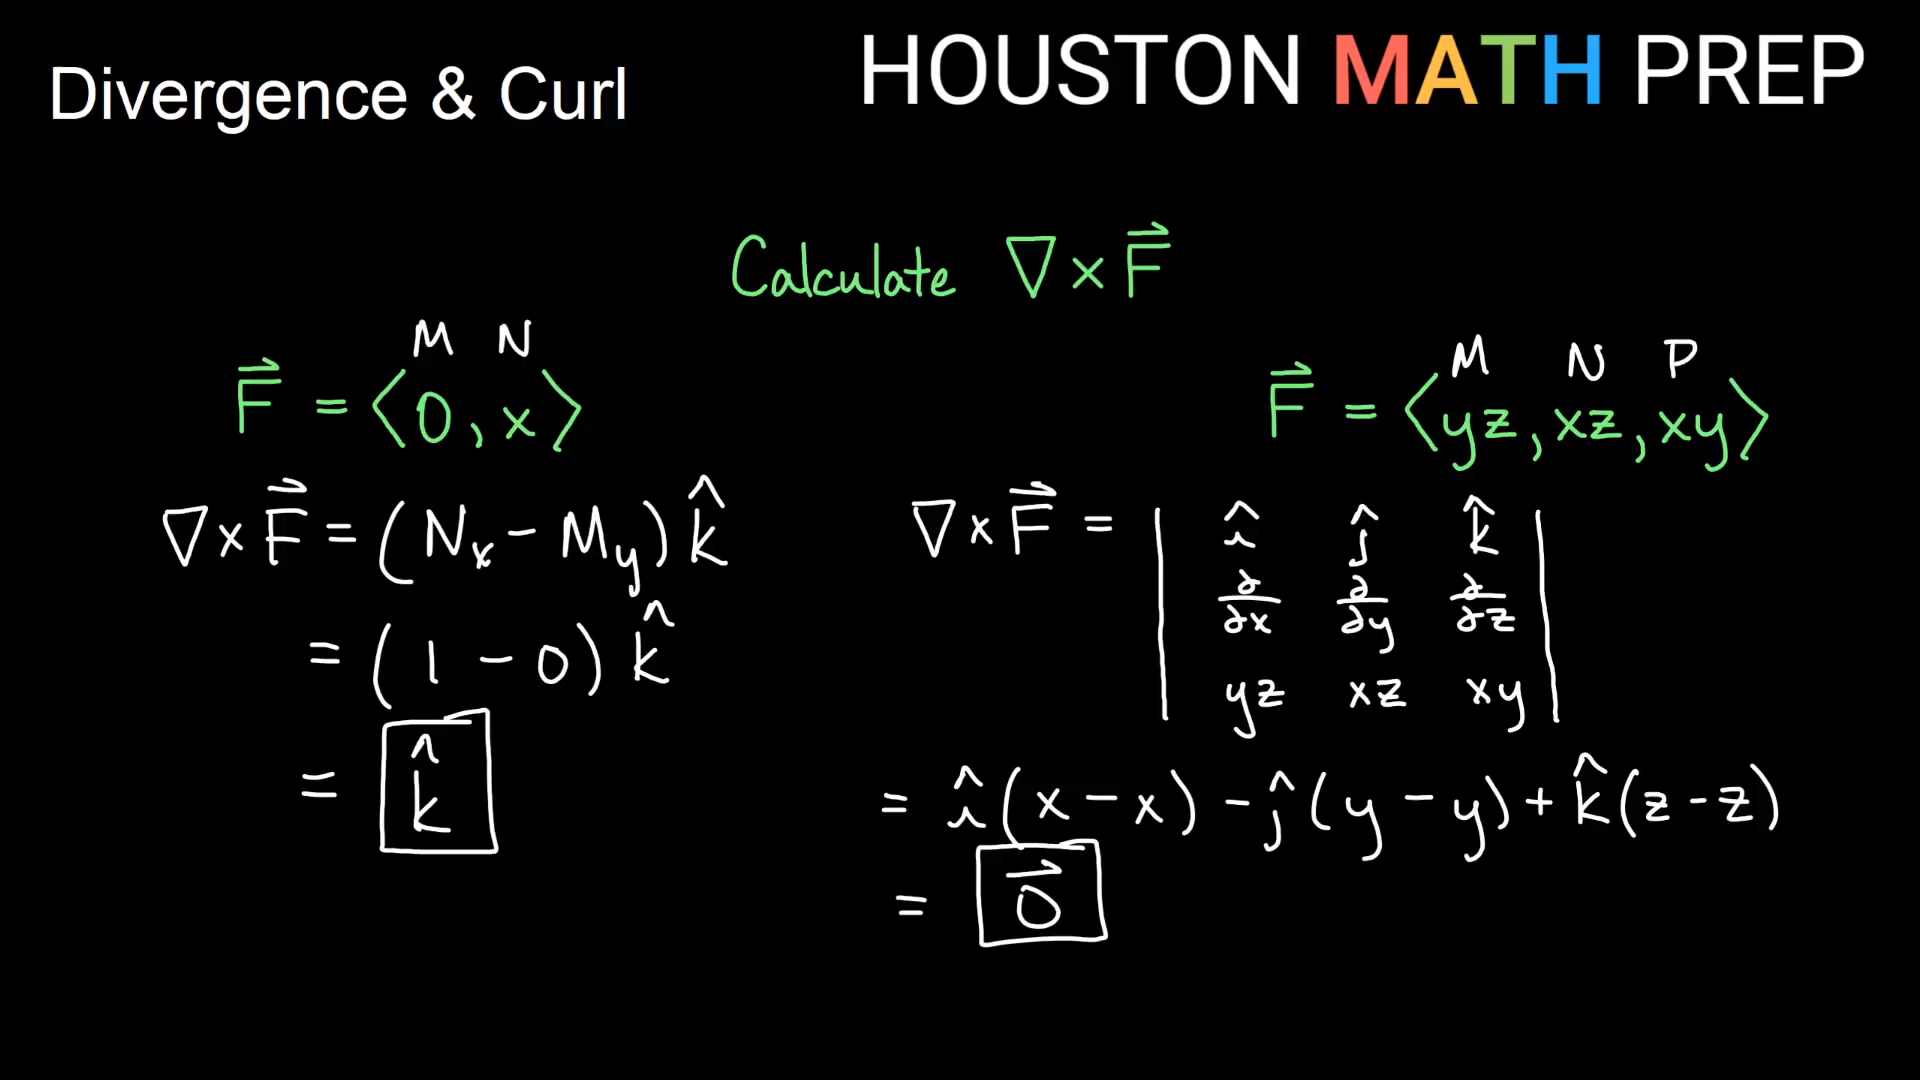 Divergence & Curl
HOUSTON MATH PREP
Calculate ∇ × F⃗
M N
F⃗ = ⟨0, x⟩
∇ × F⃗ = (Nₓ − M_y) k̂
= (1 − 0) k̂
= k̂
M N P
F⃗ = ⟨yz, xz, xy⟩
∇ × F⃗ = | î ĵ k̂ |
| ∂/∂x ∂/∂y ∂/∂z |
| yz xz xy |
= î(x − x) − ĵ(y − y) + k̂(z − z)
= 0⃗